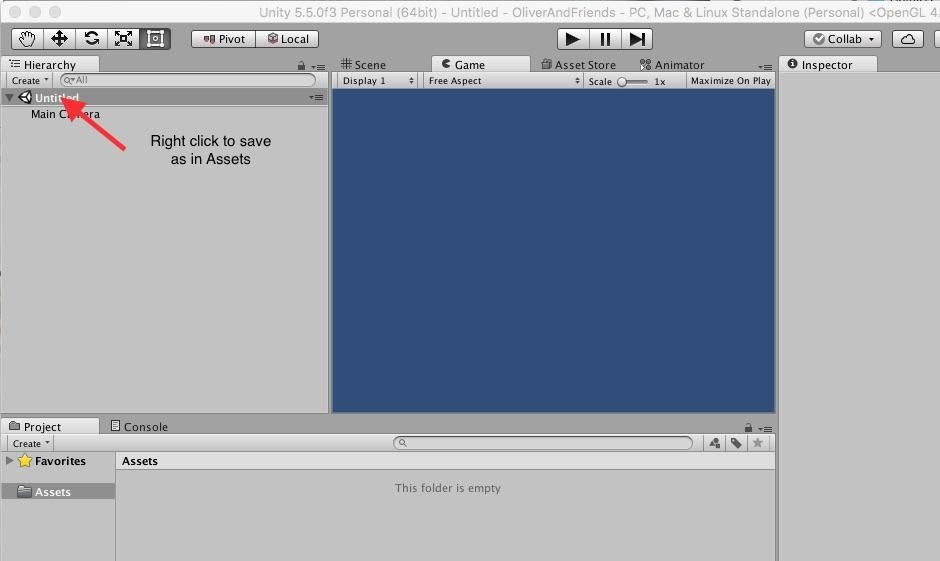 Unity 5.5.0f3 Personal (64bit) - Untitled - OliverAndFriends - PC, Mac & Linux Standalone (Personal) <OpenGL 4.
Pivot Local Collab
Hierarchy
Create All
Untitled
Main Camera
Right click to save
as in Assets
Scene Game Asset Store Animator
Display 1 Free Aspect Scale 1x Maximize On Play
Inspector
Project Console
Create
Favorites
Assets
Assets
This folder is empty